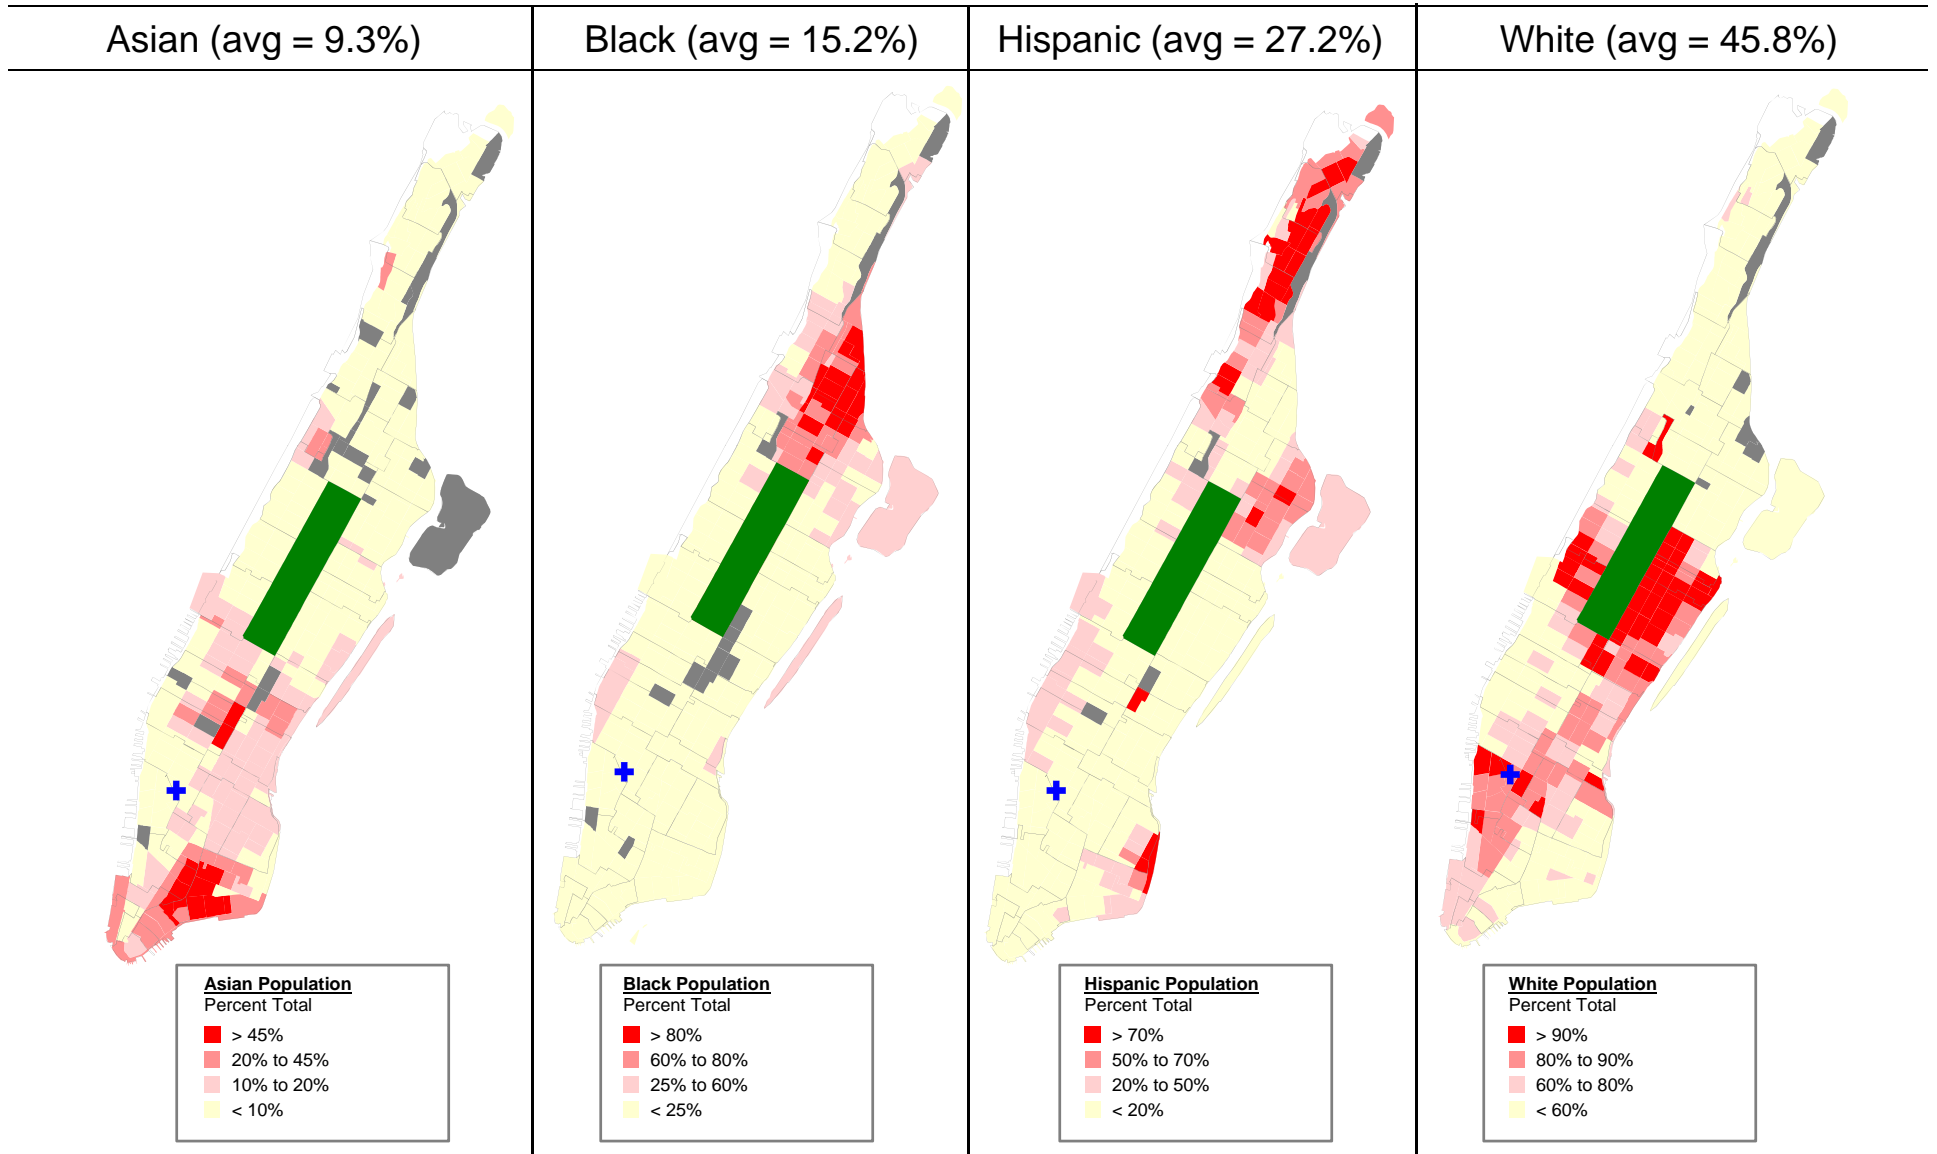 Asian (avg = 9.3%)
Black (avg = 15.2%)
Hispanic (avg = 27.2%)
White (avg = 45.8%)
Asian Population
Percent Total
> 45%
20% to 45%
10% to 20%
< 10%
Black Population
Percent Total
> 80%
60% to 80%
25% to 60%
< 25%
Hispanic Population
Percent Total
> 70%
50% to 70%
20% to 50%
< 20%
White Population
Percent Total
> 90%
80% to 90%
60% to 80%
< 60%